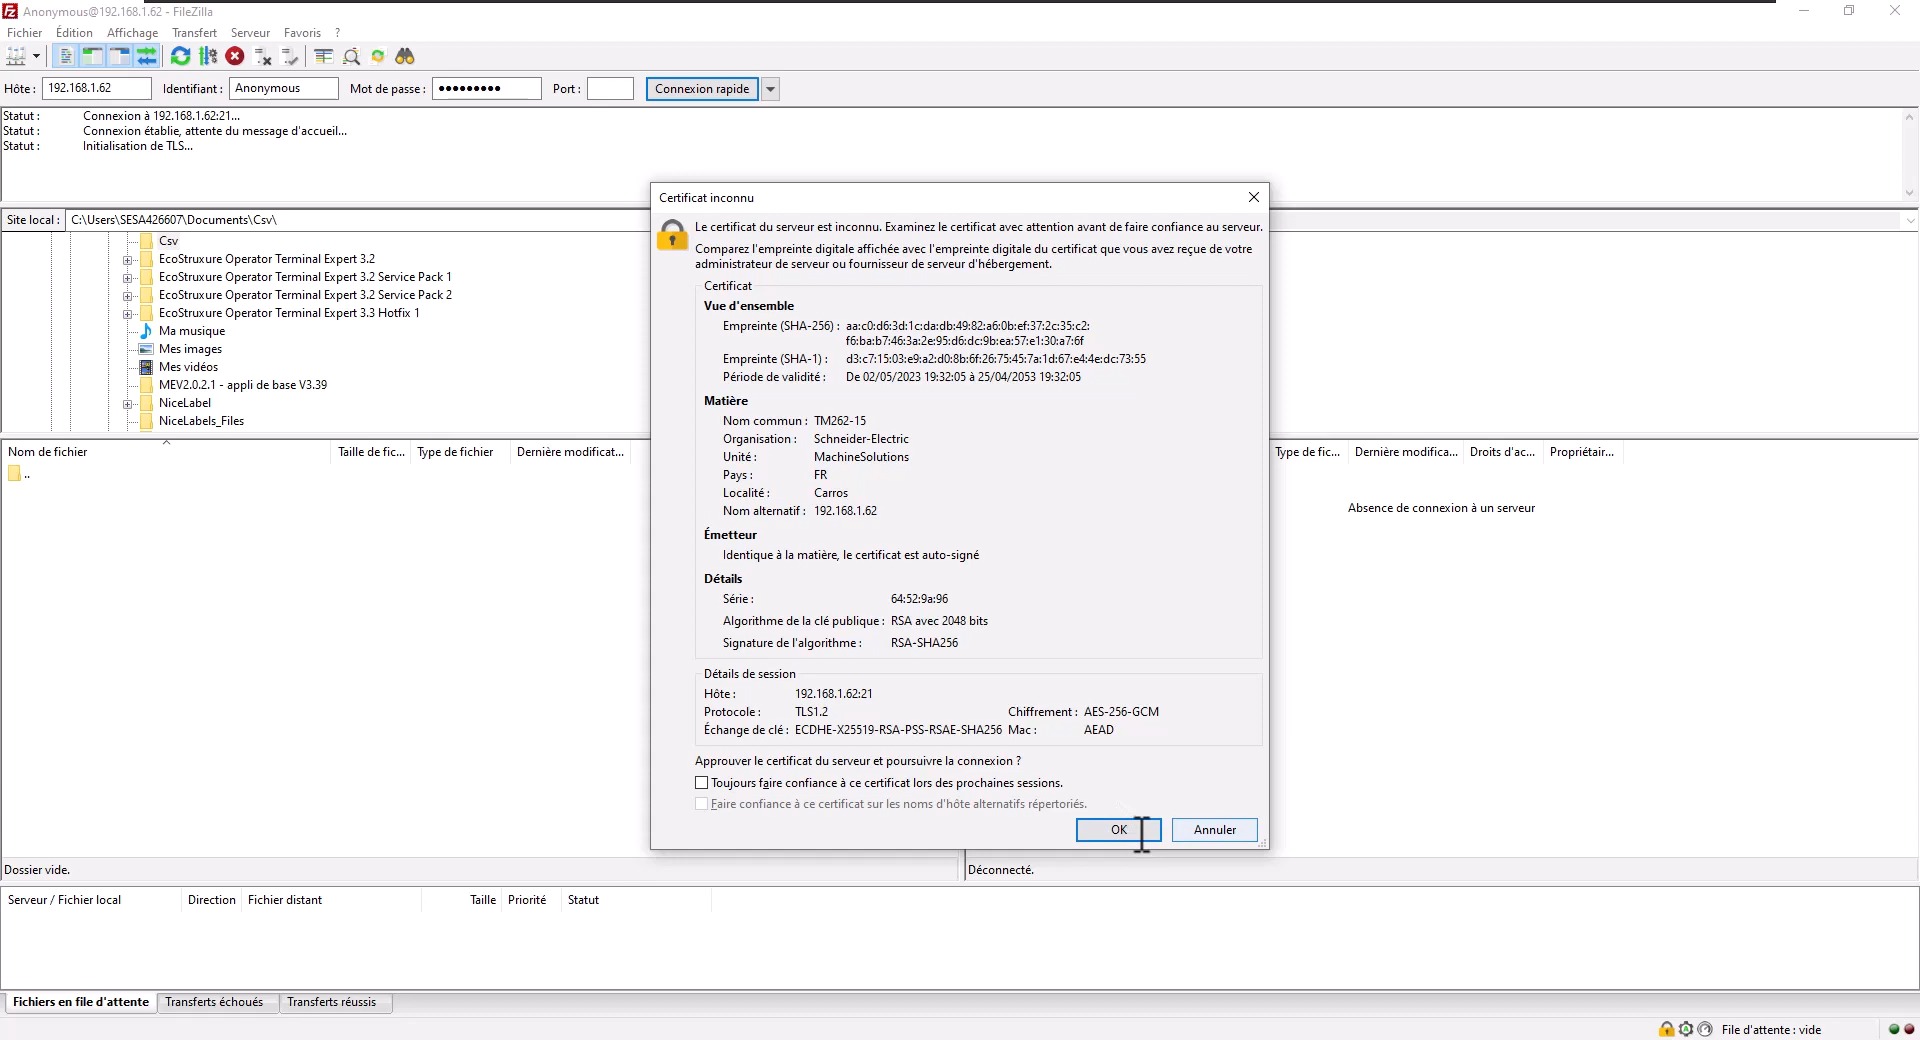 Anonymous@192.168.1.62 - FileZilla
Fichier Édition Affichage Transfert Serveur Favoris ?
Hôte : 192.168.1.62 Identifiant : Anonymous Mot de passe : ●●●●●●●●● Port : Connexion rapide
Statut : Connexion à 192.168.1.62:21...
Statut : Connexion établie, attente du message d'accueil...
Statut : Initialisation de TLS...
Site local : C:\Users\SESA426607\Documents\Csv\
Csv
EcoStruxure Operator Terminal Expert 3.2
EcoStruxure Operator Terminal Expert 3.2 Service Pack 1
EcoStruxure Operator Terminal Expert 3.2 Service Pack 2
EcoStruxure Operator Terminal Expert 3.3 Hotfix 1
Ma musique
Mes images
Mes vidéos
MEV2.0.2.1 - appli de base V3.39
NiceLabel
NiceLabels_Files
Nom de fichier Taille de fic... Type de fichier Dernière modificat...
..
Dossier vide.
Certificat inconnu
Le certificat du serveur est inconnu. Examinez le certificat avec attention avant de faire confiance au serveur.
Comparez l'empreinte digitale affichée avec l'empreinte digitale du certificat que vous avez reçue de votre
administrateur de serveur ou fournisseur de serveur d'hébergement.
Certificat
Vue d'ensemble
Empreinte (SHA-256) : aa:c0:d6:3d:1c:da:db:49:82:a6:0b:ef:37:2c:35:c2:
f6:ba:b7:46:3a:2e:95:d6:dc:9b:ea:57:e1:30:a7:6f
Empreinte (SHA-1) : d3:c7:15:03:e9:a2:d0:8b:6f:26:75:45:7a:1d:67:e4:4e:dc:73:55
Période de validité : De 02/05/2023 19:32:05 à 25/04/2053 19:32:05
Matière
Nom commun : TM262-15
Organisation : Schneider-Electric
Unité : MachineSolutions
Pays : FR
Localité : Carros
Nom alternatif : 192.168.1.62
Émetteur
Identique à la matière, le certificat est auto-signé
Détails
Série : 64:52:9a:96
Algorithme de la clé publique : RSA avec 2048 bits
Signature de l'algorithme : RSA-SHA256
Détails de session
Hôte : 192.168.1.62:21
Protocole : TLS1.2 Chiffrement : AES-256-GCM
Échange de clé : ECDHE-X25519-RSA-PSS-RSAE-SHA256 Mac : AEAD
Approuver le certificat du serveur et poursuivre la connexion ?
Toujours faire confiance à ce certificat lors des prochaines sessions.
Faire confiance à ce certificat sur les noms d'hôte alternatifs répertoriés.
OK Annuler
Type de fic... Dernière modifica... Droits d'ac... Propriétair...
Absence de connexion à un serveur
Déconnecté.
Serveur / Fichier local Direction Fichier distant Taille Priorité Statut
Fichiers en file d'attente Transferts échoués Transferts réussis
File d'attente : vide